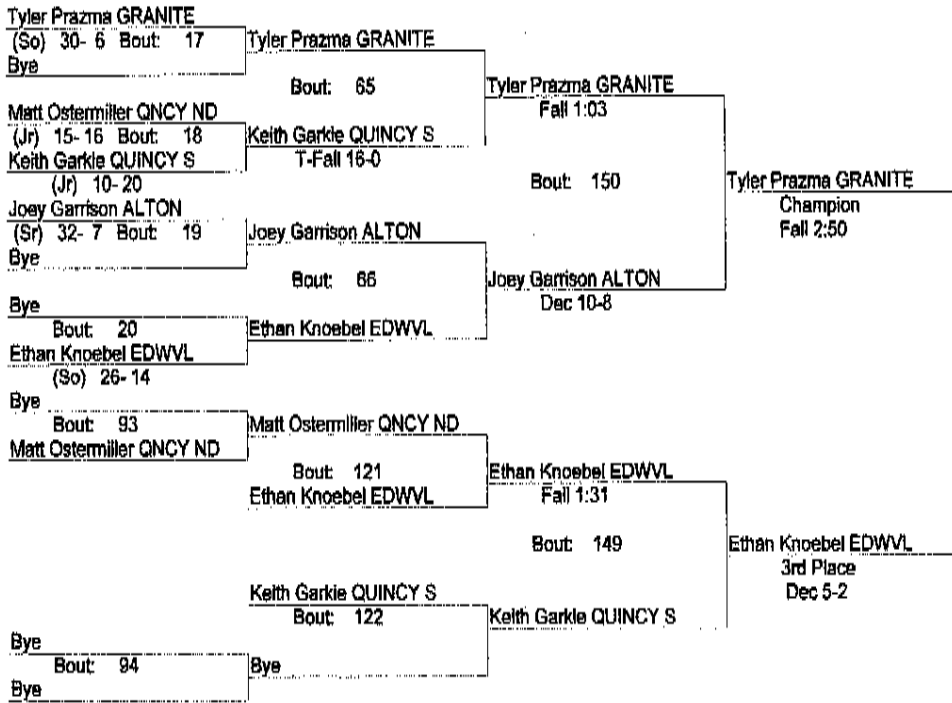 Tyler Prazma GRANITE
(So) 30- 6 Bout: 17
Bye
Tyler Prazma GRANITE
Bout: 65
Tyler Prazma GRANITE
Fall 1:03
Matt Ostermiller QNCY ND
(Jr) 15- 16 Bout: 18
Keith Garkie QUINCY S
(Jr) 10- 20
Keith Garkie QUINCY S
T-Fall 16-0
Bout: 150
Tyler Prazma GRANITE
Champion
Fall 2:50
Joey Garrison ALTON
(Sr) 32- 7 Bout: 19
Bye
Joey Garrison ALTON
Bout: 66
Joey Garrison ALTON
Dec 10-8
Bye
Bout: 20
Ethan Knoebel EDWVL
(So) 26- 14
Ethan Knoebel EDWVL
Bye
Bout: 93
Matt Ostermiller QNCY ND
Matt Ostermiller QNCY ND
Bout: 121
Ethan Knoebel EDWVL
Ethan Knoebel EDWVL
Fall 1:31
Bout: 149
Ethan Knoebel EDWVL
3rd Place
Dec 5-2
Keith Garkie QUINCY S
Bout: 122
Keith Garkie QUINCY S
Bye
Bout: 94
Bye
Bye